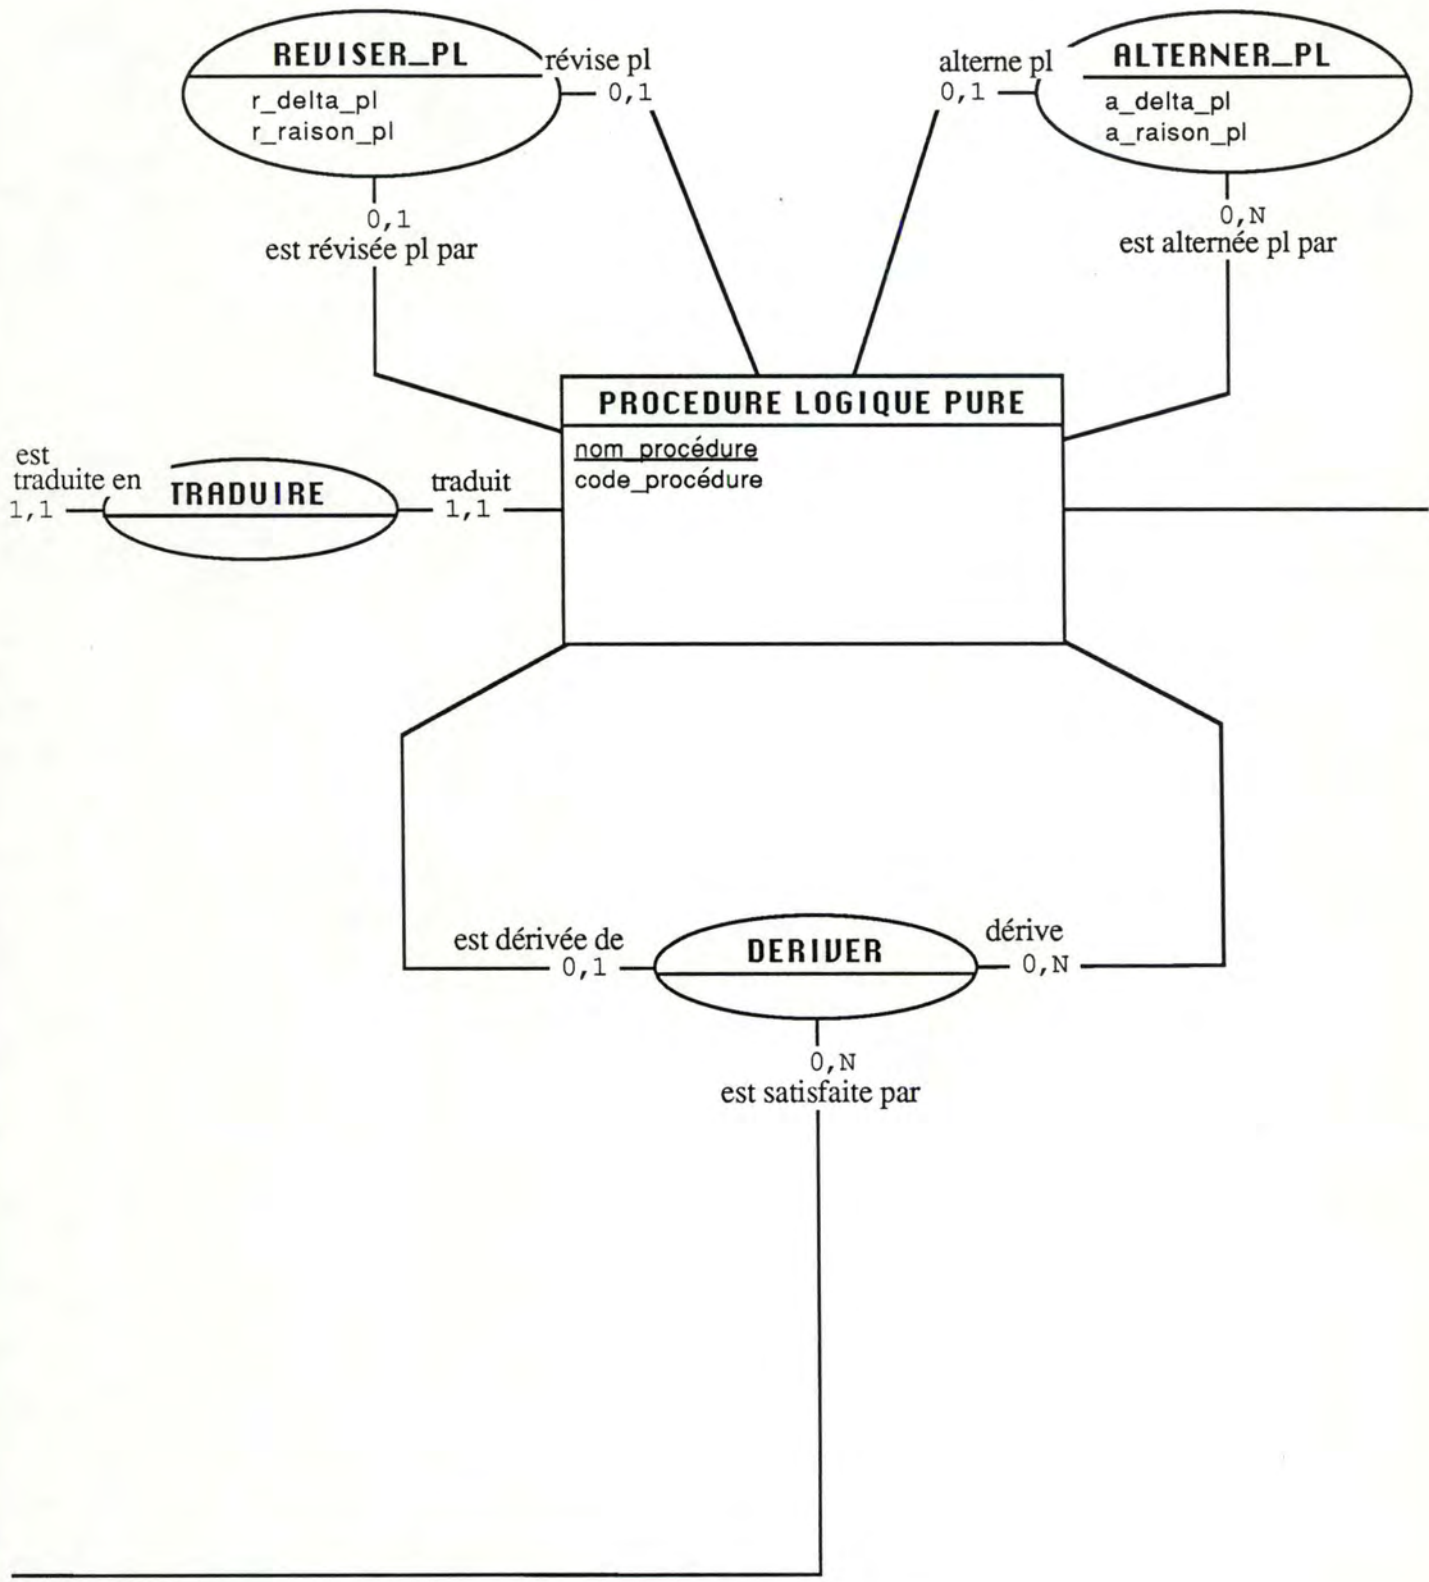 REVISER_PL
r_delta_pl
r_raison_pl
révise pl
0,1
0,1
est révisée pl par
alterne pl
0,1
ALTERNER_PL
a_delta_pl
a_raison_pl
0,N
est alternée pl par
PROCEDURE LOGIQUE PURE
nom_procédure
code_procédure
est
traduite en
1,1
TRADUIRE
traduit
1,1
est dérivée de
0,1
DERIVER
dérive
0,N
0,N
est satisfaite par